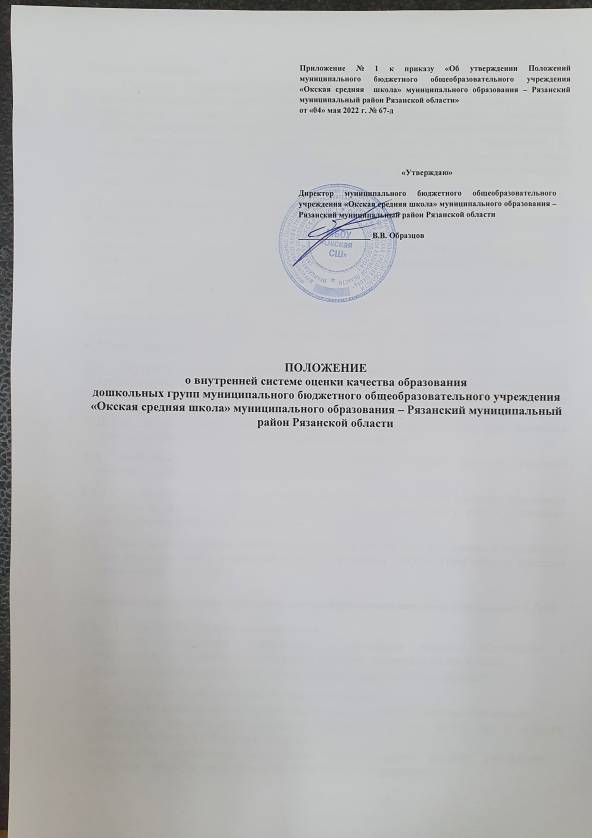 Приложение № 1 к приказу «Об утверждении Положений
муниципального бюджетного общеобразовательного учреждения
«Окская средняя школа» муниципального образования – Рязанский
муниципальный район Рязанской области»
от «04» мая 2022 г. № 67-д
«Утверждаю»
Директор муниципального бюджетного общеобразовательного
учреждения «Окская средняя школа» муниципального образования –
Рязанский муниципальный район Рязанской области
В.В. Образцов
«Окская
СШ»
ПОЛОЖЕНИЕ
о внутренней системе оценки качества образования
дошкольных групп муниципального бюджетного общеобразовательного учреждения
«Окская средняя школа» муниципального образования – Рязанский муниципальный
район Рязанской области